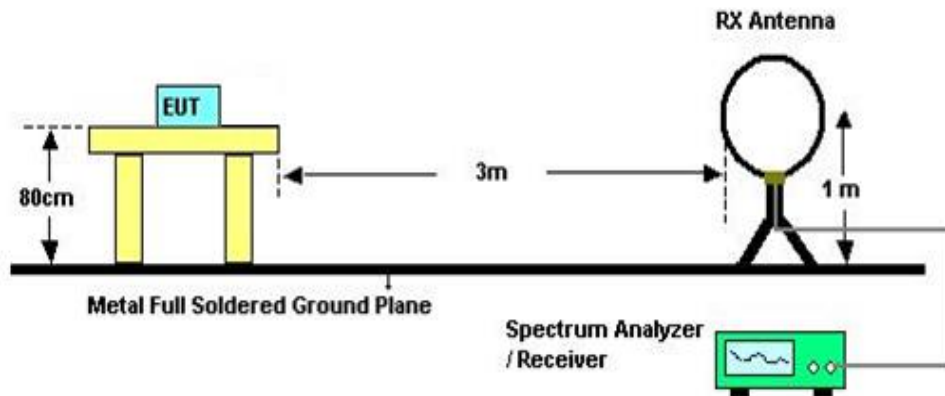 RX Antenna
EUT
80cm
3m
1 m
Metal Full Soldered Ground Plane
Spectrum Analyzer
/ Receiver